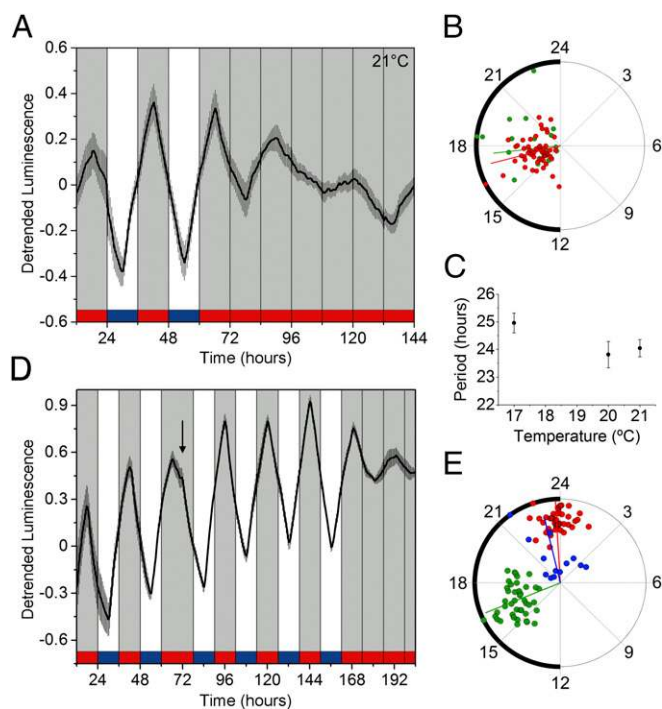 A
0.6
0.4
0.2
0
-0.2
-0.4
-0.6
Detrended Luminescence
21°C
24 48 72 96 120 144
Time (hours)
B
24
21
3
18
6
15
9
12
C
26
25
24
23
22
Period (hours)
17 18 19 20 21
Temperature (ºC)
D
0.9
0.6
0.3
0
-0.3
-0.6
Detrended Luminescence
24 48 72 96 120 144 168 192
Time (hours)
E
24
21
3
18
6
15
9
12